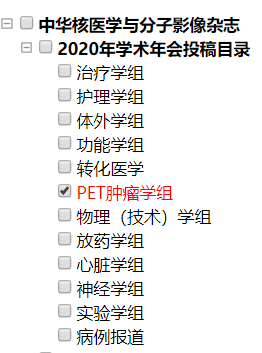 中华核医学与分子影像杂志
2020年学术年会投稿目录
治疗学组
护理学组
体外学组
功能学组
转化医学
PET肿瘤学组
物理（技术）学组
放药学组
心脏学组
神经学组
实验学组
病例报道